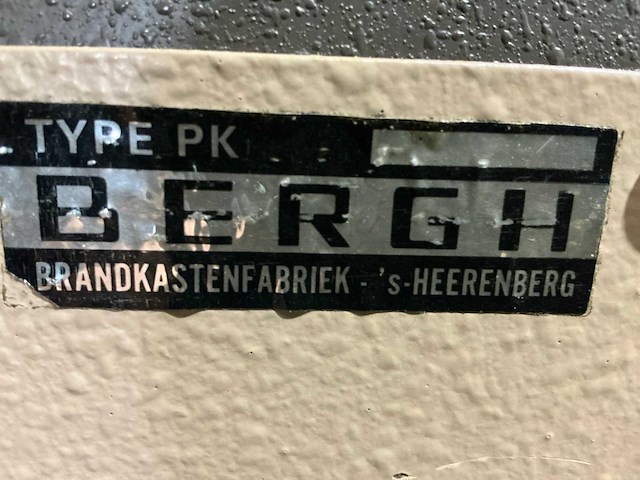 TYPE PK
BERGH
BRANDKASTENFABRIEK - 's-HEERENBERG